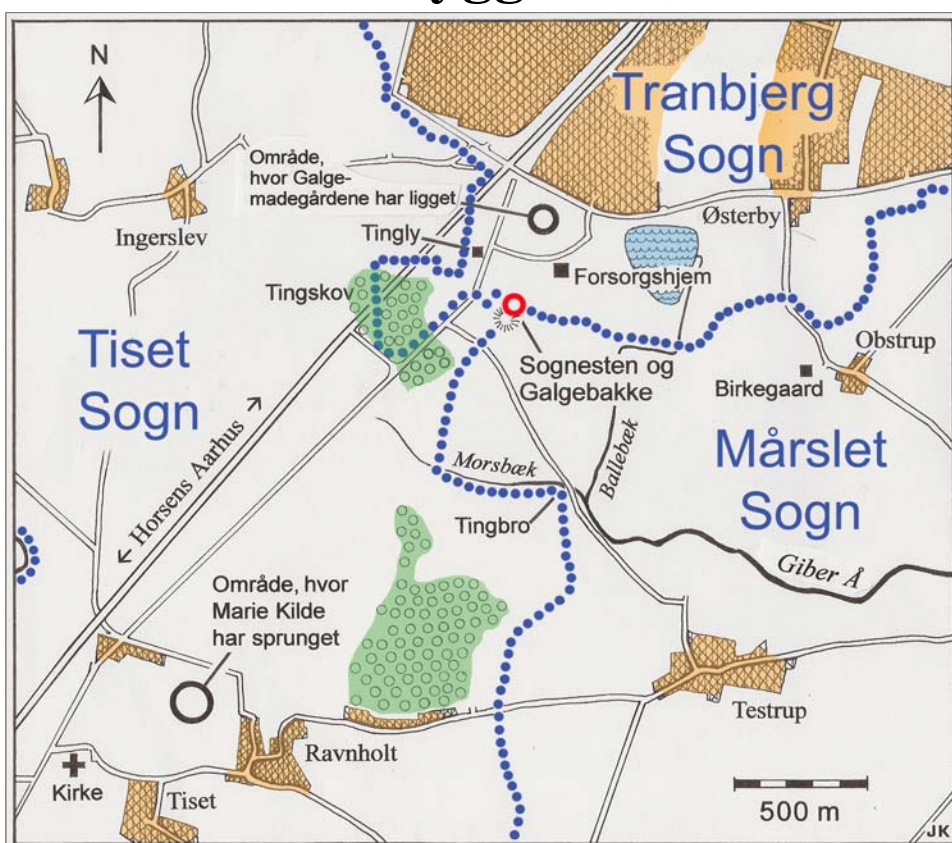 N
Tranbjerg
Sogn
Område,
hvor Galge-
madegårdene har ligget
Ingerslev
Tingly
Østerby
Forsorgshjem
Tingskov
Tiset
Sogn
Sognesten og
Galgebakke
Obstrup
Birkegaard
Mårslet
Sogn
Horsens Aarhus
Morsbæk
Ballebæk
Tingbro
Giber Å
Område, hvor
Marie Kilde
har sprunget
Testrup
Ravnholt
Kirke
Tiset
500 m
JK